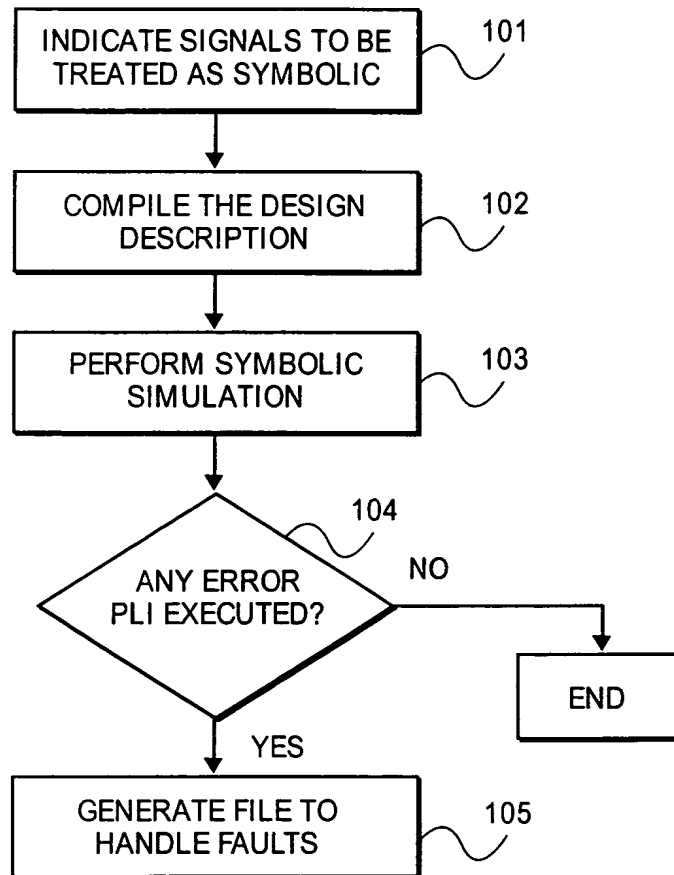 INDICATE SIGNALS TO BE
TREATED AS SYMBOLIC
101
COMPILE THE DESIGN
DESCRIPTION
102
PERFORM SYMBOLIC
SIMULATION
103
104
ANY ERROR
PLI EXECUTED?
NO
END
YES
GENERATE FILE TO
HANDLE FAULTS
105